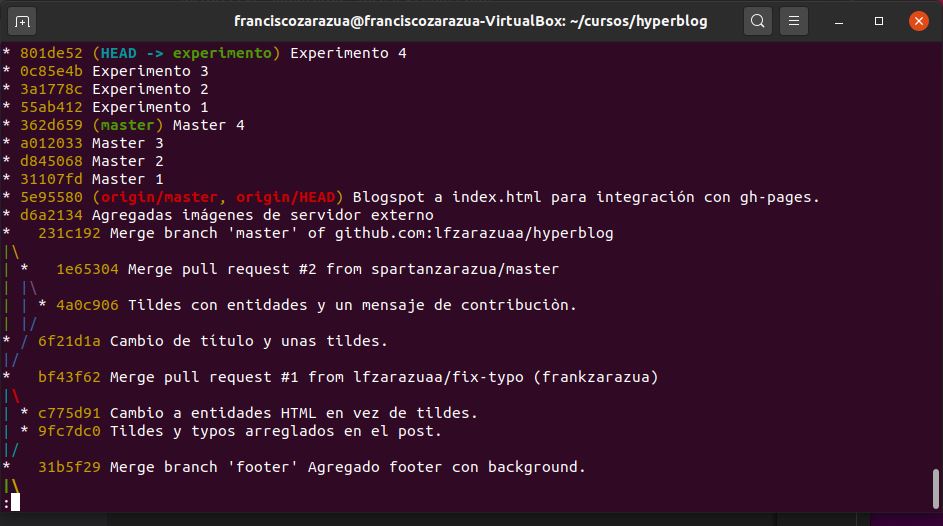 franciscozarazua@franciscozarazua-VirtualBox: ~/cursos/hyperblog
* 801de52 (HEAD -> experimento) Experimento 4
* 0c85e4b Experimento 3
* 3a1778c Experimento 2
* 55ab412 Experimento 1
* 362d659 (master) Master 4
* a012033 Master 3
* d845068 Master 2
* 31107fd Master 1
* 5e95580 (origin/master, origin/HEAD) Blogspot a index.html para integración con gh-pages.
* d6a2134 Agregadas imágenes de servidor externo
*   231c192 Merge branch 'master' of github.com:lfzarazuaa/hyperblog
|\
| *   1e65304 Merge pull request #2 from spartanzarazua/master
| |\
| | * 4a0c906 Tildes con entidades y un mensaje de contribuciòn.
| |/
* / 6f21d1a Cambio de título y unas tildes.
|/
*   bf43f62 Merge pull request #1 from lfzarazuaa/fix-typo (frankzarazua)
|\
| * c775d91 Cambio a entidades HTML en vez de tildes.
| * 9fc7dc0 Tildes y typos arreglados en el post.
|/
*   31b5f29 Merge branch 'footer' Agregado footer con background.
|\
: